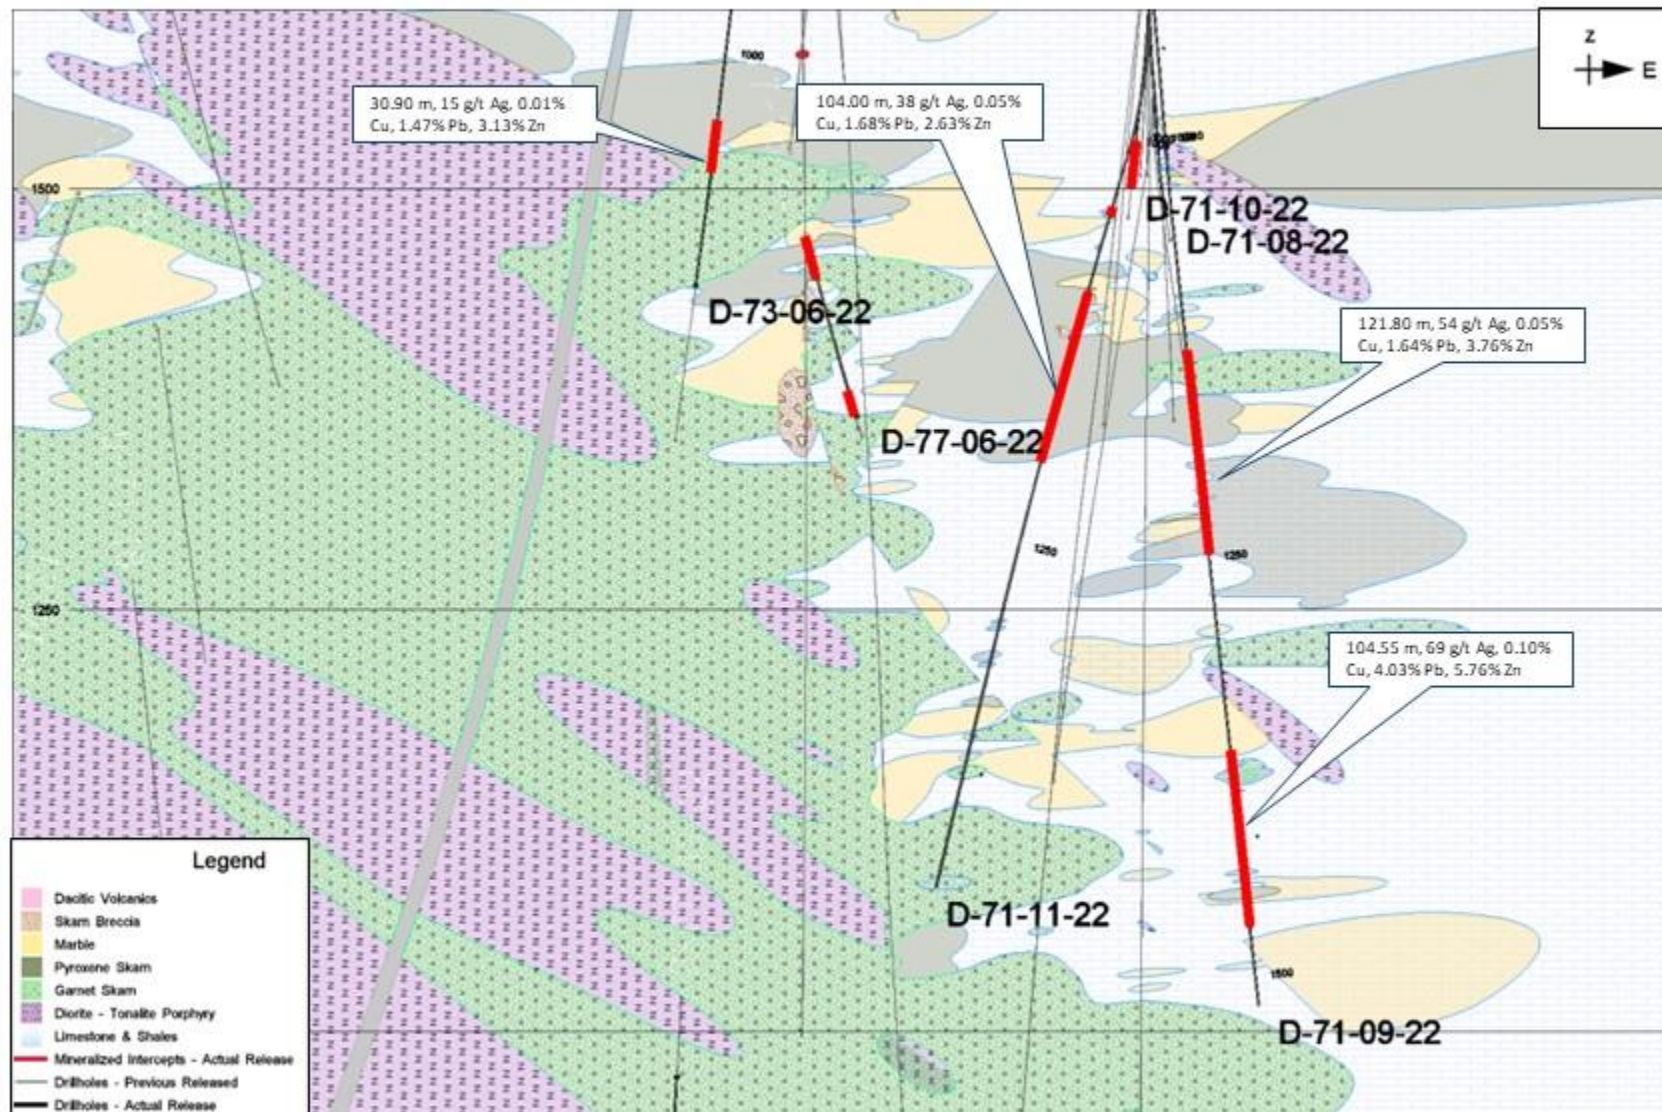 Z
E
1000
30.90 m, 15 g/t Ag, 0.01%
Cu, 1.47% Pb, 3.13% Zn
104.00 m, 38 g/t Ag, 0.05%
Cu, 1.68% Pb, 2.63% Zn
1500
D-71-10-22
D-71-08-22
D-73-06-22
121.80 m, 54 g/t Ag, 0.05%
Cu, 1.64% Pb, 3.76% Zn
D-77-06-22
1250
1250
1250
104.55 m, 69 g/t Ag, 0.10%
Cu, 4.03% Pb, 5.76% Zn
D-71-11-22
1500
D-71-09-22
Legend
Dacitic Volcanics
Skarn Breccia
Marble
Pyroxene Skarn
Garnet Skarn
Diorite - Tonalite Porphyry
Limestone & Shales
Mineralized Intercepts - Actual Release
Drillholes - Previous Released
Drillholes - Actual Release